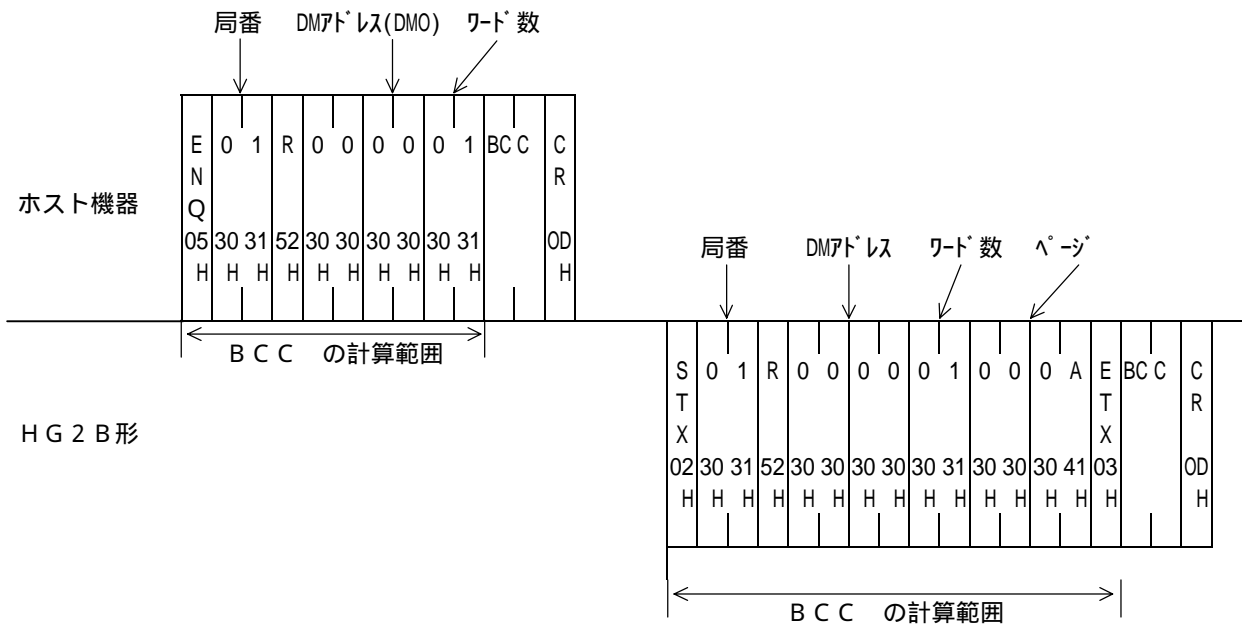 局番 DMアドレス(DM0) ワード数
E N Q 0 1 R 0 0 0 0 0 1 BCC C R
ホスト機器
05 30 31 52 30 30 30 30 30 31 0D
H H H H H H H H H H H
BCC の計算範囲
局番 DMアドレス ワード数 ページ
S T X 0 1 R 0 0 0 0 0 1 0 0 0 A E T X BCC C R
HG2B形
02 30 31 52 30 30 30 30 30 31 30 30 30 41 03 0D
H H H H H H H H H H H H H H H H
BCC の計算範囲